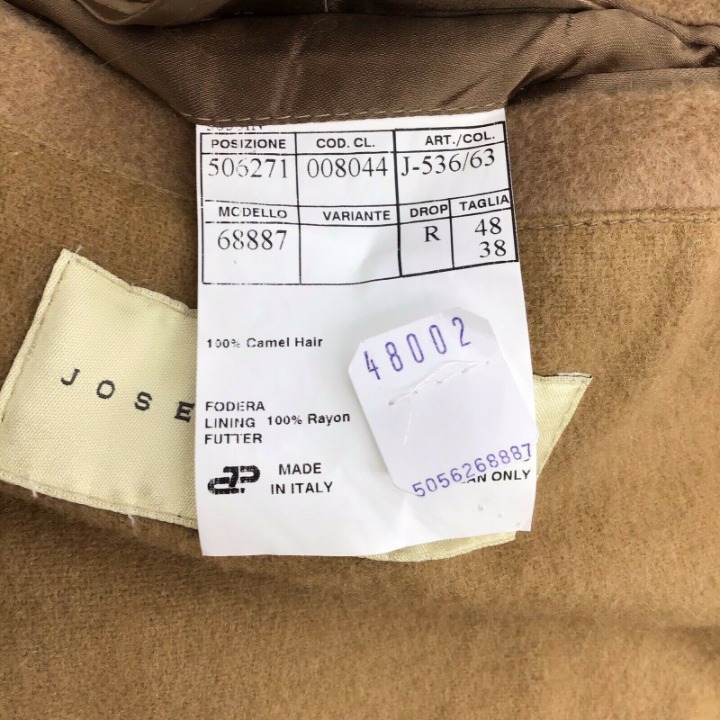 POSIZIONE COD. CL. ART./COL.
506271 008044 J-536/63
MODELLO VARIANTE DROP TAGLIA
68887 R 48
38
100% Camel Hair
48002
JOSE
FODERA
LINING 100% Rayon
FUTTER
MADE
IN ITALY
5056268887
ONLY